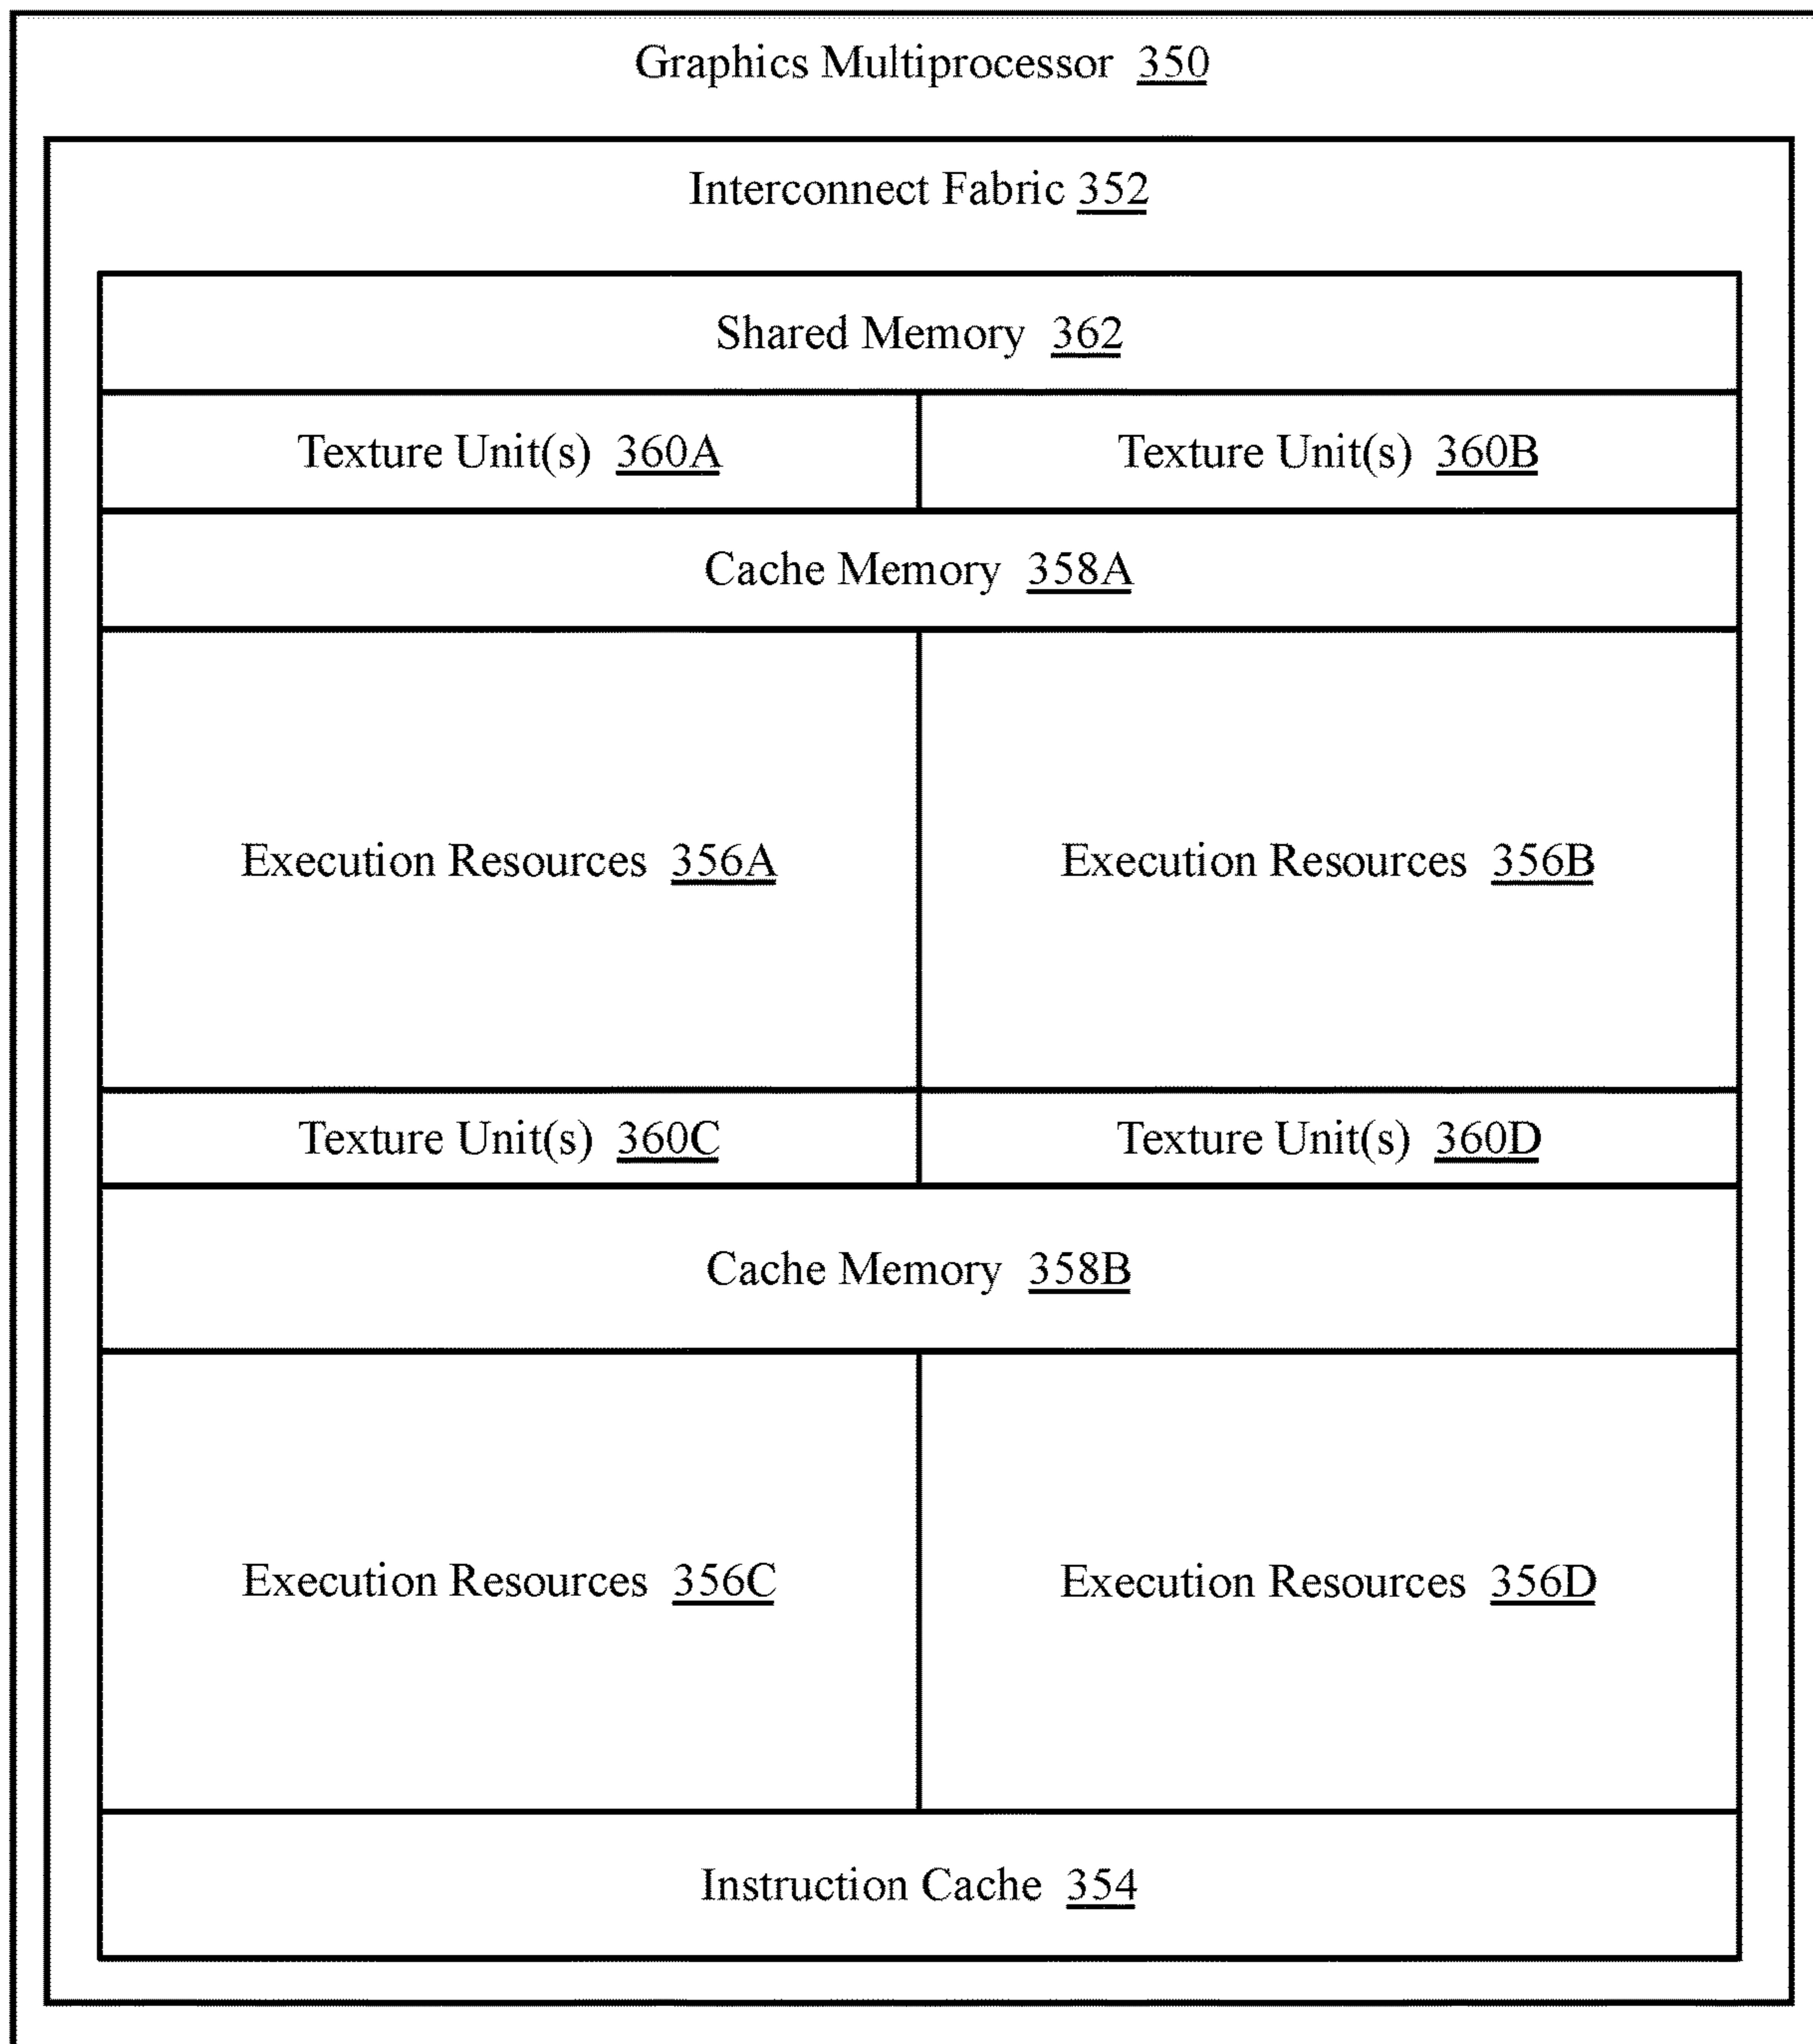 Graphics Multiprocessor 350
Interconnect Fabric 352
Shared Memory 362
Texture Unit(s) 360A
Texture Unit(s) 360B
Cache Memory 358A
Execution Resources 356A
Execution Resources 356B
Texture Unit(s) 360C
Texture Unit(s) 360D
Cache Memory 358B
Execution Resources 356C
Execution Resources 356D
Instruction Cache 354